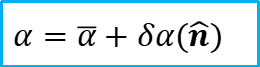 α = α̅ + δα(n̂)